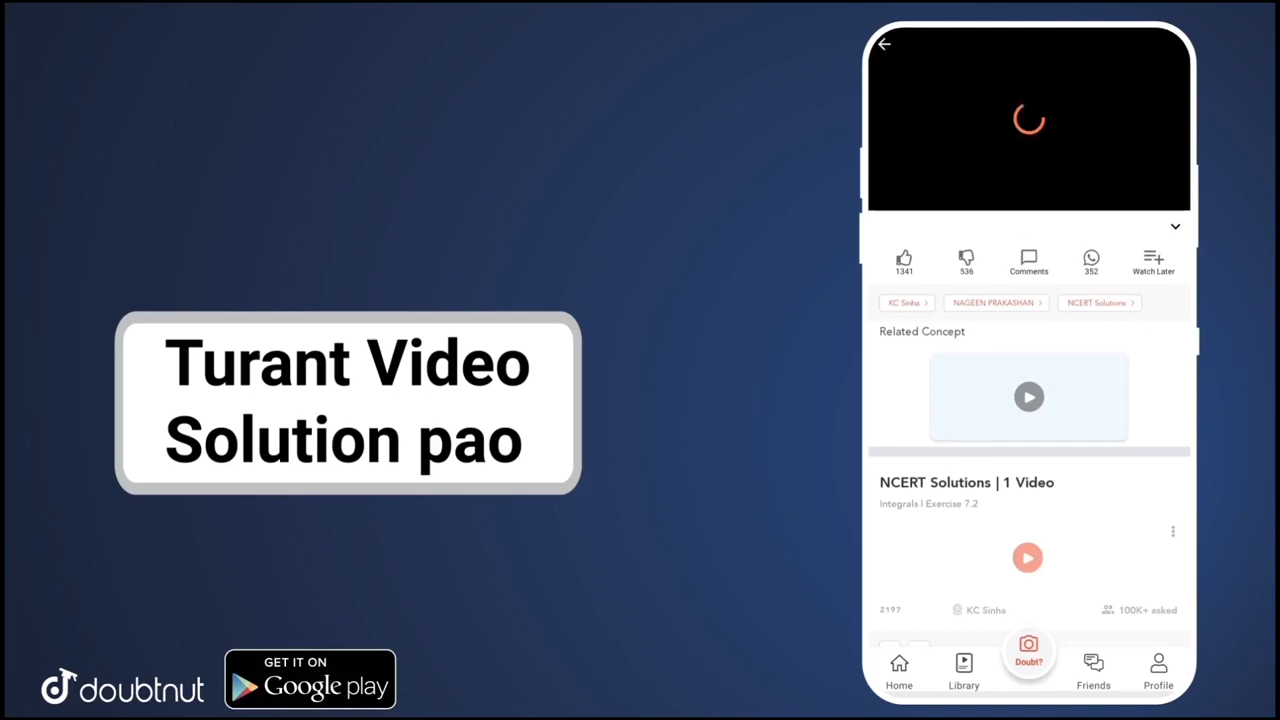 Turant Video
Solution pao
doubtnut
GET IT ON
Google play
1341
536
Comments
352
Watch Later
KC Sinha
NAGEEN PRAKASHAN
NCERT Solutions
Related Concept
NCERT Solutions | 1 Video
Integrals | Exercise 7.2
2197
KC Sinha
100K+ asked
Home
Library
Doubt?
Friends
Profile